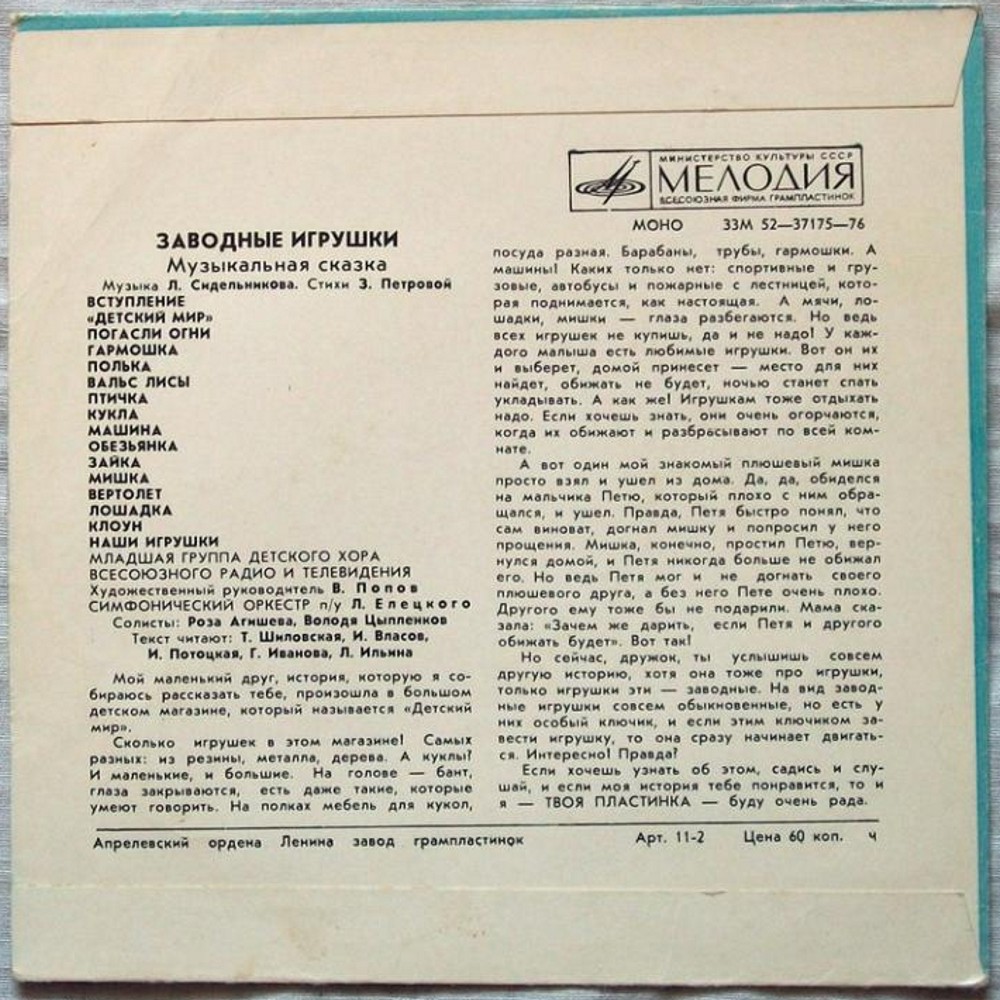 МИНИСТЕРСТВО КУЛЬТУРЫ СССР
МЕЛОДИЯ
ВСЕСОЮЗНАЯ ФИРМА ГРАМПЛАСТИНОК
МОНО 33М 52—37175—76
ЗАВОДНЫЕ ИГРУШКИ
Музыкальная сказка
Музыка Л. Сидельникова. Стихи З. Петровой
ВСТУПЛЕНИЕ
«ДЕТСКИЙ МИР»
ПОГАСЛИ ОГНИ
ГАРМОШКА
ПОЛЬКА
ВАЛЬС ЛИСЫ
ПТИЧКА
КУКЛА
МАШИНА
ОБЕЗЬЯНКА
ЗАЙКА
МИШКА
ВЕРТОЛЕТ
ЛОШАДКА
КЛОУН
НАШИ ИГРУШКИ
МЛАДШАЯ ГРУППА ДЕТСКОГО ХОРА
ВСЕСОЮЗНОГО РАДИО И ТЕЛЕВИДЕНИЯ
Художественный руководитель В. Попов
СИМФОНИЧЕСКИЙ ОРКЕСТР п/у Л. Елецкого
Солисты: Роза Агишева, Володя Цыпленков
Текст читают: Т. Шиловская, И. Власов,
И. Потоцкая, Г. Иванова, Л. Ильина
Мой маленький друг, история, которую я со-
бираюсь рассказать тебе, произошла в большом
детском магазине, который называется «Детский
мир».
Сколько игрушек в этом магазине! Самых
разных: из резины, металла, дерева. А куклы?
И маленькие, и большие. На голове — бант,
глаза закрываются, есть даже такие, которые
умеют говорить. На полках мебель для кукол,
посуда разная. Барабаны, трубы, гармошки. А
машины! Каких только нет: спортивные и гру-
зовые, автобусы и пожарные с лестницей, кото-
рая поднимается, как настоящая. А мячи, ло-
шадки, мишки — глаза разбегаются. Но ведь
всех игрушек не купишь, да и не надо! У каж-
дого малыша есть любимые игрушки. Вот он их
и выберет, домой принесет — место для них
найдет, обижать не будет, ночью станет спать
укладывать. А как же! Игрушкам тоже отдыхать
надо. Если хочешь знать, они очень огорчаются,
когда их обижают и разбрасывают по всей ком-
нате.
А вот один мой знакомый плюшевый мишка
просто взял и ушел из дома. Да, да, обиделся
на мальчика Петю, который плохо с ним обра-
щался, и ушел. Правда, Петя быстро понял, что
сам виноват, догнал мишку и попросил у него
прощения. Мишка, конечно, простил Петю, вер-
нулся домой, и Петя никогда больше не обижал
его. Но ведь Петя мог и не догнать своего
плюшевого друга, а без него Пете очень плохо.
Другого ему тоже бы не подарили. Мама ска-
зала: «Зачем же дарить, если Петя и другого
обижать будет». Вот так!
Но сейчас, дружок, ты услышишь совсем
другую историю, хотя она тоже про игрушки,
только игрушки эти — заводные. На вид завод-
ные игрушки совсем обыкновенные, но есть у
них особый ключик, и если этим ключиком за-
вести игрушку, то она сразу начинает двигать-
ся. Интересно! Правда?
Если хочешь узнать об этом, садись и слу-
шай, и если моя история тебе понравится, то и
я — ТВОЯ ПЛАСТИНКА — буду очень рада.
Апрелевский ордена Ленина завод грампластинок Арт. 11-2 Цена 60 коп. ч